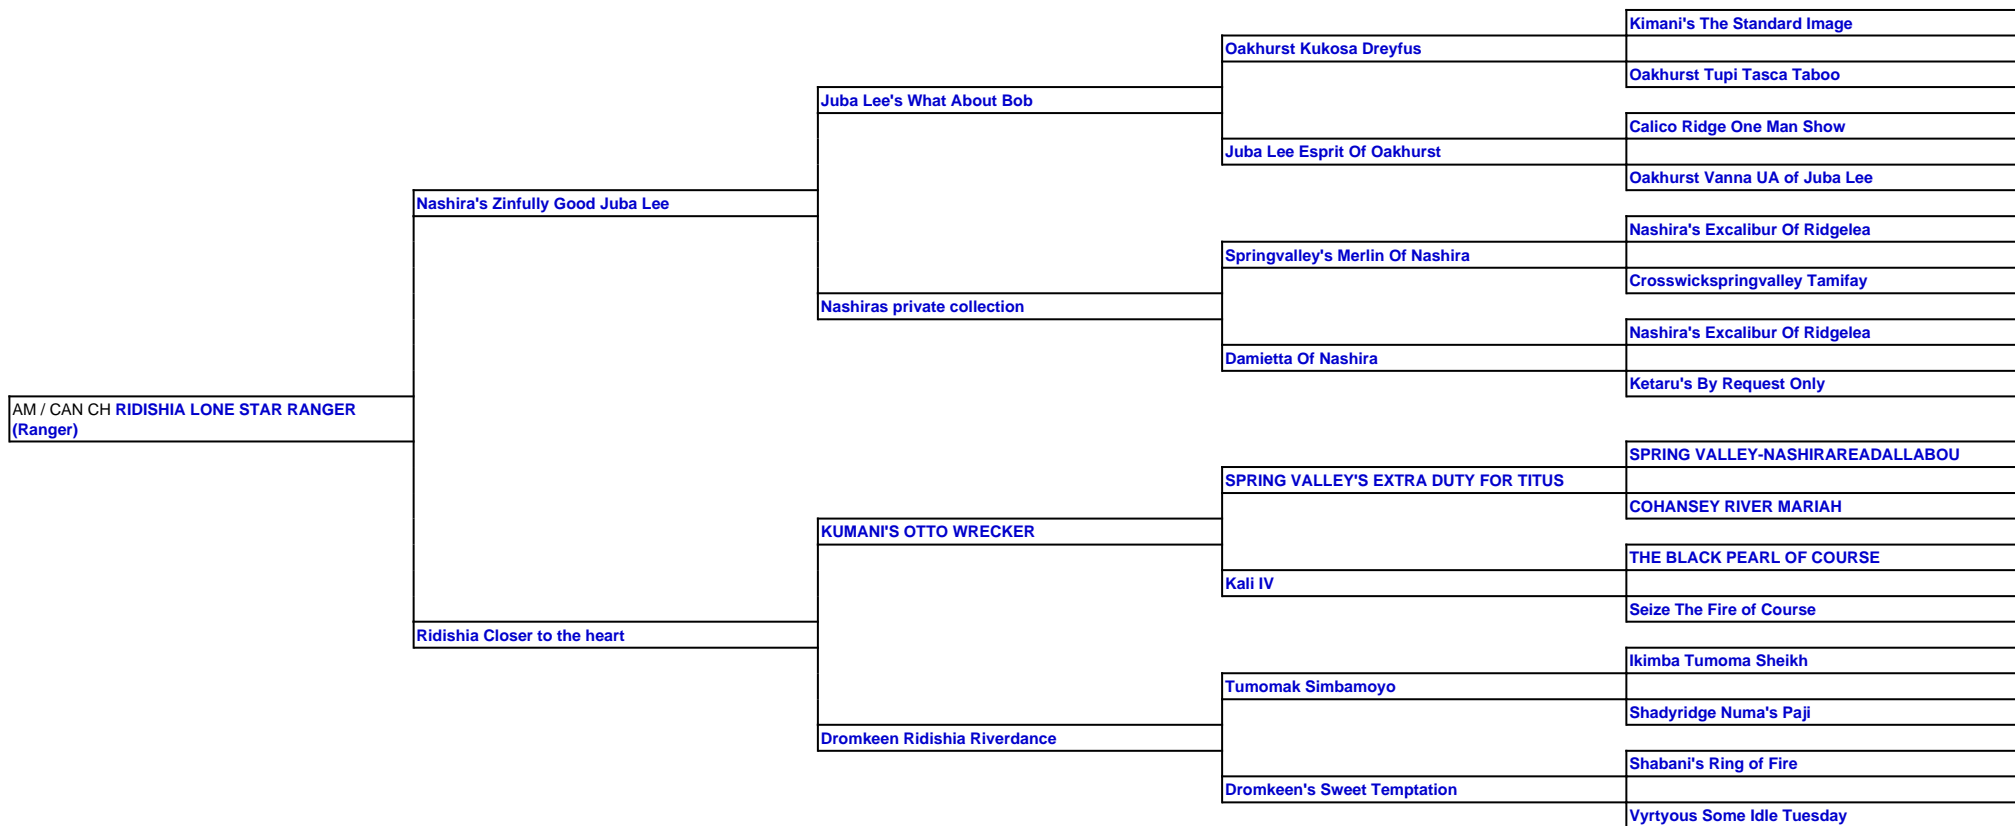 Kimani's The Standard Image
Oakhurst Kukosa Dreyfus
Oakhurst Tupi Tasca Taboo
Juba Lee's What About Bob
Calico Ridge One Man Show
Juba Lee Esprit Of Oakhurst
Oakhurst Vanna UA of Juba Lee
Nashira's Zinfully Good Juba Lee
Nashira's Excalibur Of Ridgelea
Springvalley's Merlin Of Nashira
Crosswickspringvalley Tamifay
Nashiras private collection
Nashira's Excalibur Of Ridgelea
Damietta Of Nashira
Ketaru's By Request Only
AM / CAN CH RIDISHIA LONE STAR RANGER
(Ranger)
SPRING VALLEY-NASHIRAREADALLABOU
SPRING VALLEY'S EXTRA DUTY FOR TITUS
COHANSEY RIVER MARIAH
KUMANI'S OTTO WRECKER
THE BLACK PEARL OF COURSE
Kali IV
Seize The Fire of Course
Ridishia Closer to the heart
Ikimba Tumoma Sheikh
Tumomak Simbamoyo
Shadyridge Numa's Paji
Dromkeen Ridishia Riverdance
Shabani's Ring of Fire
Dromkeen's Sweet Temptation
Vyrtyous Some Idle Tuesday